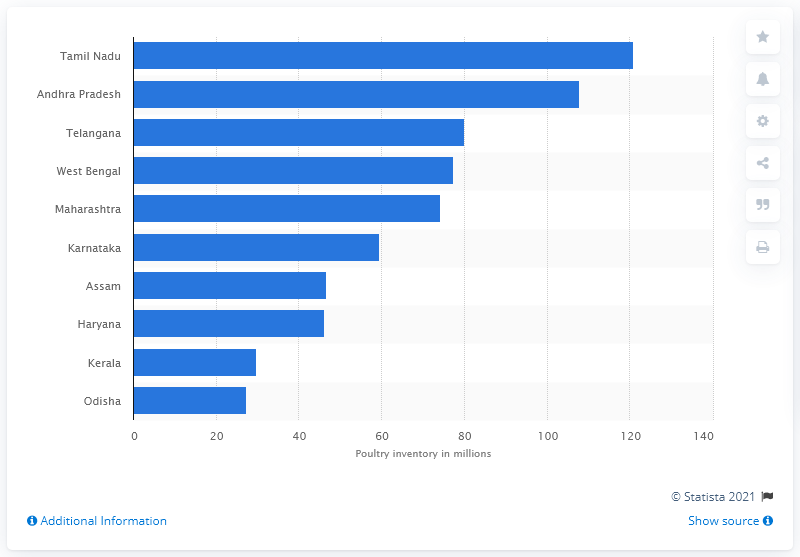 Tamil Nadu
Andhra Pradesh
Telangana
West Bengal
Maharashtra
Karnataka
Assam
Haryana
Kerala
Odisha
0 20 40 60 80 100 120 140
Poultry inventory in millions
© Statista 2021
Additional Information
Show source